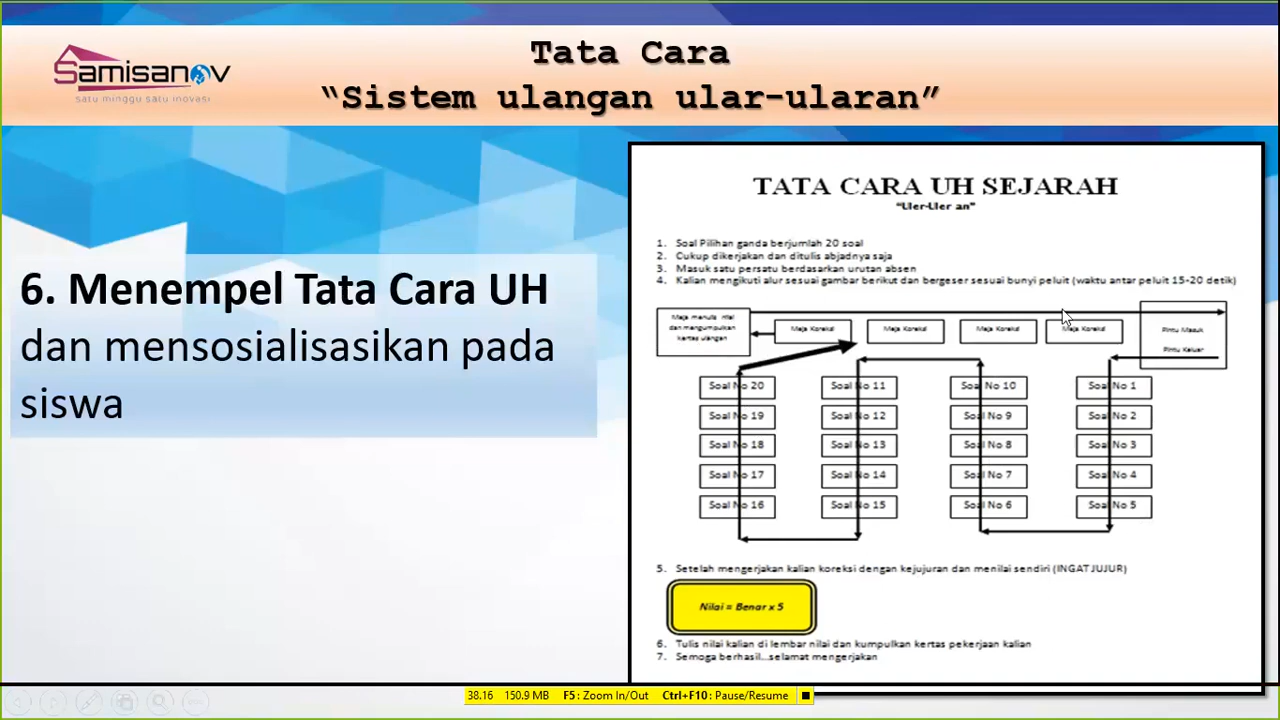 Samisanov
satu minggu satu inovasi
Tata Cara
“Sistem ulangan ular-ularan”
6. Menempel Tata Cara UH
dan mensosialisasikan pada
siswa
TATA CARA UH SEJARAH
“Uler-Uler an”
1. Soal Pilihan ganda berjumlah 20 soal
2. Cukup dikerjakan dan ditulis abjadnya saja
3. Masuk satu persatu berdasarkan urutan absen
4. Kalian mengikuti alur sesuai gambar berikut dan bergeser sesuai bunyi peluit (waktu antar peluit 15-20 detik)
Meja menulis nilai
dan mengumpulkan
kertas ulangan
Meja Koreksi
Meja Koreksi
Meja Koreksi
Meja Koreksi
Pintu Masuk
Pintu Keluar
Soal No 20
Soal No 11
Soal No 10
Soal No 1
Soal No 19
Soal No 12
Soal No 9
Soal No 2
Soal No 18
Soal No 13
Soal No 8
Soal No 3
Soal No 17
Soal No 14
Soal No 7
Soal No 4
Soal No 16
Soal No 15
Soal No 6
Soal No 5
5. Setelah mengerjakan kalian koreksi dengan kejujuran dan menilai sendiri (INGAT JUJUR)
Nilai = Benar x 5
6. Tulis nilai kalian di lembar nilai dan kumpulkan kertas pekerjaan kalian
7. Semoga berhasil...selamat mengerjakan
38.16 150.9 MB F5 : Zoom In/Out Ctrl+F10 : Pause/Resume